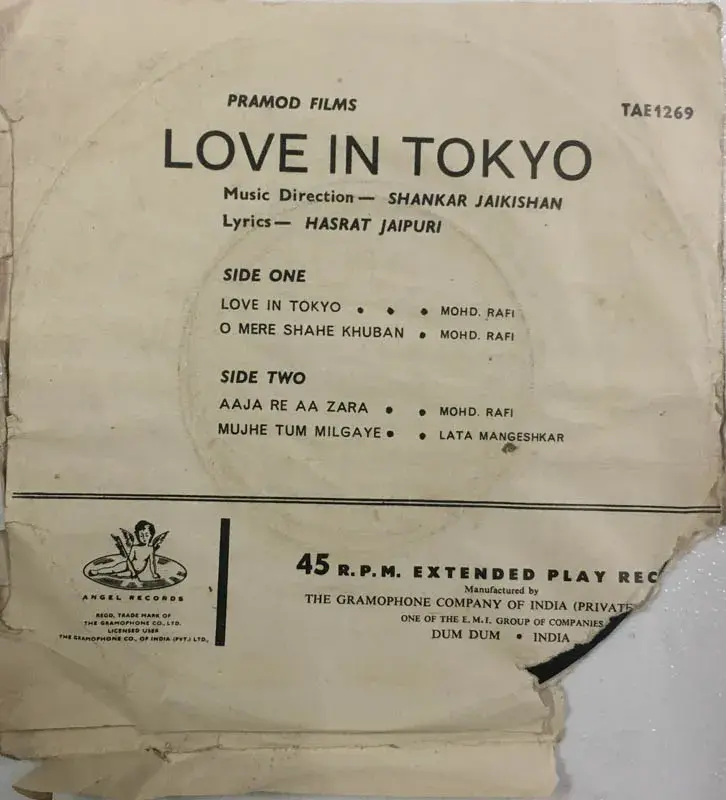 PRAMOD FILMS
TAE1269
LOVE IN TOKYO
Music Direction— SHANKAR JAIKISHAN
Lyrics— HASRAT JAIPURI
SIDE ONE
LOVE IN TOKYO • • • MOHD. RAFI
O MERE SHAHE KHUBAN • MOHD. RAFI
SIDE TWO
AAJA RE AA ZARA • • MOHD. RAFI
MUJHE TUM MILGAYE • • LATA MANGESHKAR
ANGEL RECORDS
REGD. TRADE MARK OF
THE GRAMOPHONE CO., LTD.
LICENSED USER
THE GRAMOPHONE CO., OF INDIA (PVT.) LTD.,
45 R.P.M. EXTENDED PLAY REC
Manufactured by
THE GRAMOPHONE COMPANY OF INDIA (PRIVATE
ONE OF THE E.M.I. GROUP OF COMPANIES
DUM DUM • INDIA